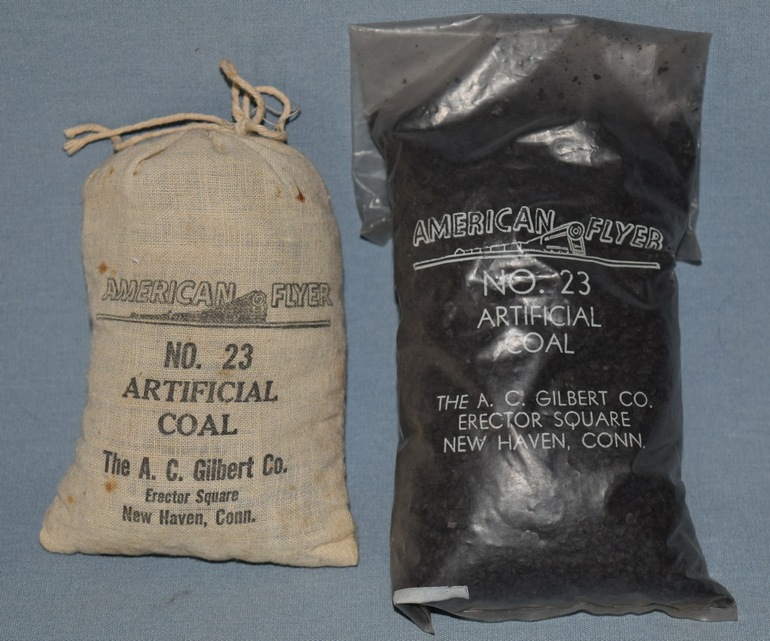 AMERICAN FLYER
NO. 23
ARTIFICIAL
COAL
The A. C. Gilbert Co.
Erector Square
New Haven, Conn.
AMERICAN FLYER
NO. 23
ARTIFICIAL
COAL
THE A. C. GILBERT CO.
ERECTOR SQUARE
NEW HAVEN, CONN.